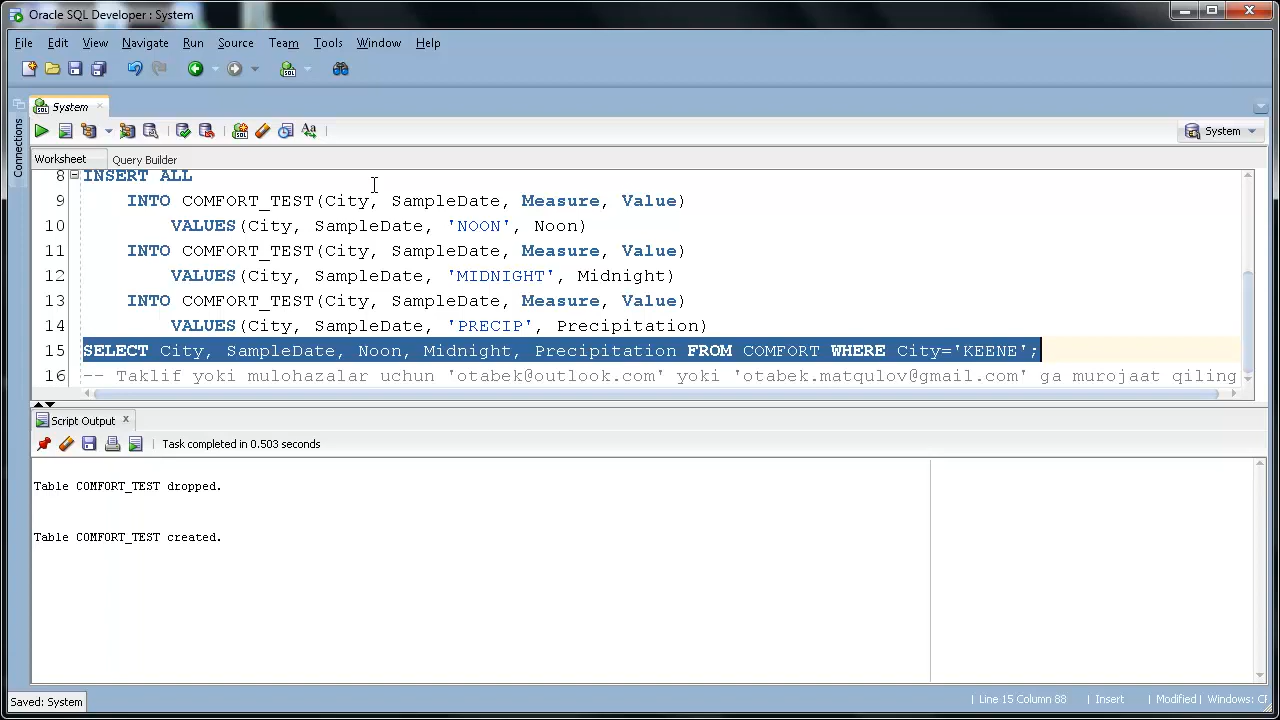 Oracle SQL Developer : System
File Edit View Navigate Run Source Team Tools Window Help
System
System
Connections
Worksheet Query Builder
8 INSERT ALL
9 INTO COMFORT_TEST(City, SampleDate, Measure, Value)
10 VALUES(City, SampleDate, 'NOON', Noon)
11 INTO COMFORT_TEST(City, SampleDate, Measure, Value)
12 VALUES(City, SampleDate, 'MIDNIGHT', Midnight)
13 INTO COMFORT_TEST(City, SampleDate, Measure, Value)
14 VALUES(City, SampleDate, 'PRECIP', Precipitation)
15 SELECT City, SampleDate, Noon, Midnight, Precipitation FROM COMFORT WHERE City='KEENE';
16 -- Taklif yoki mulohazalar uchun 'otabek@outlook.com' yoki 'otabek.matqulov@gmail.com' ga murojaat qiling
Script Output
Task completed in 0.503 seconds
Table COMFORT_TEST dropped.
Table COMFORT_TEST created.
Saved: System
Line 15 Column 88 Insert Modified Windows: